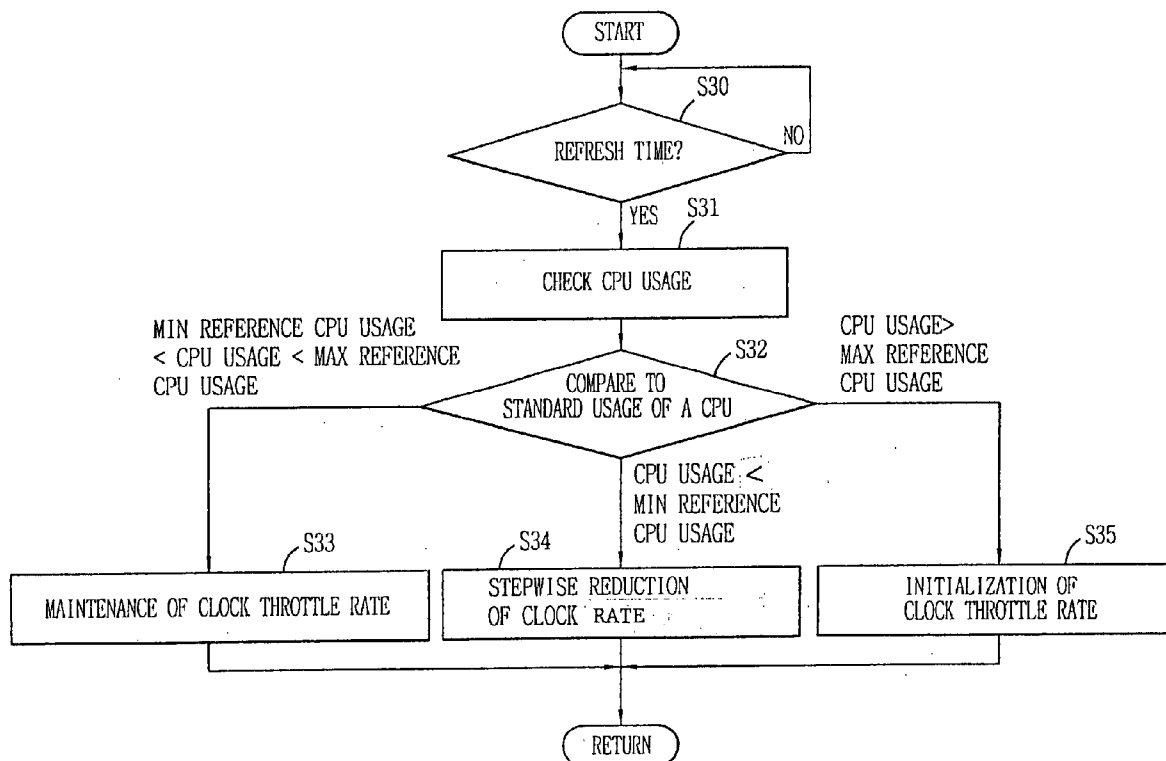 START
S30
REFRESH TIME?
NO
YES
S31
CHECK CPU USAGE
MIN REFERENCE CPU USAGE
< CPU USAGE < MAX REFERENCE
CPU USAGE
CPU USAGE>
MAX REFERENCE
CPU USAGE
S32
COMPARE TO
STANDARD USAGE OF A CPU
CPU USAGE <
MIN REFERENCE
CPU USAGE
S33
MAINTENANCE OF CLOCK THROTTLE RATE
S34
STEPWISE REDUCTION
OF CLOCK RATE
S35
INITIALIZATION OF
CLOCK THROTTLE RATE
RETURN